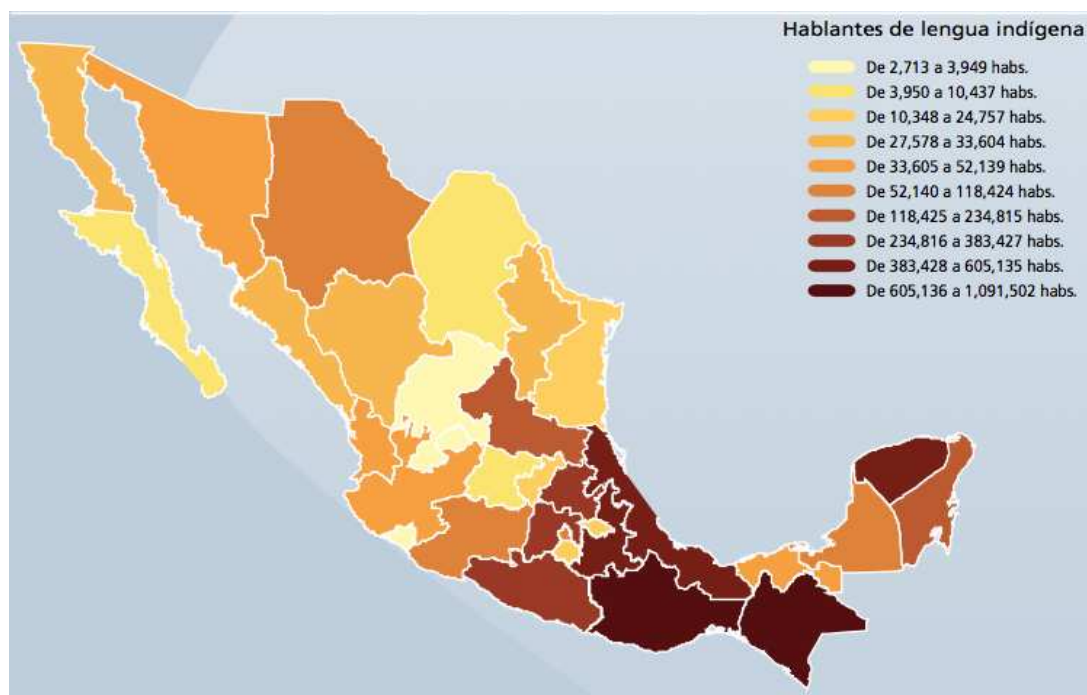 Hablantes de lengua indígena
De 2,713 a 3,949 habs.
De 3,950 a 10,437 habs.
De 10,348 a 24,757 habs.
De 27,578 a 33,604 habs.
De 33,605 a 52,139 habs.
De 52,140 a 118,424 habs.
De 118,425 a 234,815 habs.
De 234,816 a 383,427 habs.
De 383,428 a 605,135 habs.
De 605,136 a 1,091,502 habs.